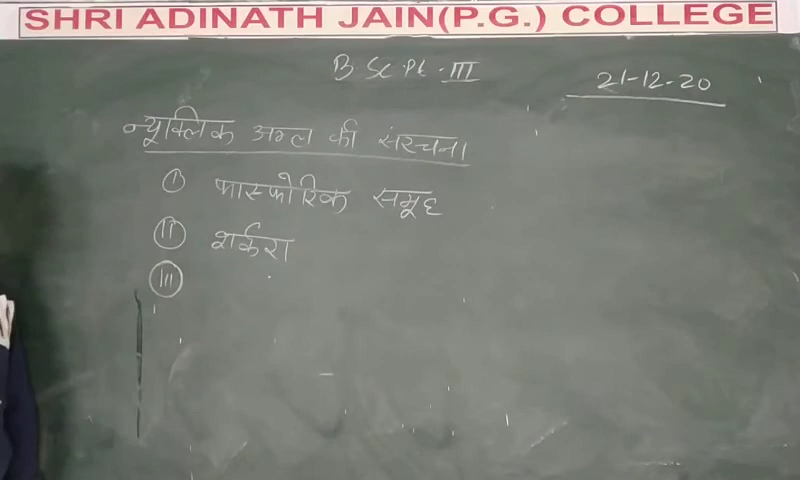 SHRI ADINATH JAIN(P.G.) COLLEGE
B Sc. Pt. III
21-12-20
न्यूक्लिक अम्ल की संरचना
(I) फास्फोरिक समूह
(II) शर्करा
(III)